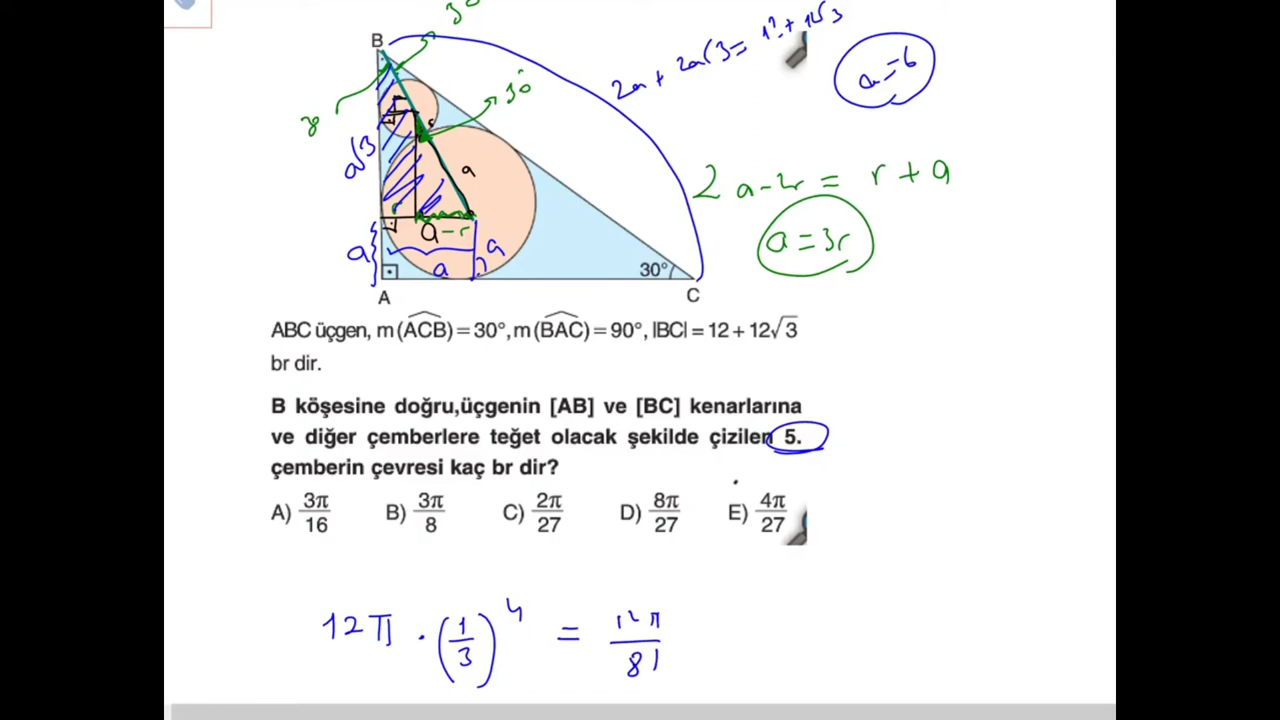 30
B
30°
2a + 2a√3 = 12 + 12√3
a = 6
a√3
r
a
2a - 2r = r + a
a = 3r
a - r
a
a
a
30°
A
C
ABC üçgen, m(ACB) = 30°, m(BAC) = 90°, |BC| = 12 + 12√3
br dir.
B köşesine doğru,üçgenin [AB] ve [BC] kenarlarına
ve diğer çemberlere teğet olacak şekilde çizilen 5.
çemberin çevresi kaç br dir?
A) 3π/16 B) 3π/8 C) 2π/27 D) 8π/27 E) 4π/27
12π · (1/3)^4 = 12π/81